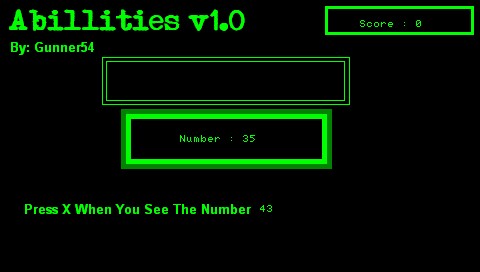 Abillities v1.0
Score : 0
By: Gunner54
Number : 35
Press X When You See The Number 43